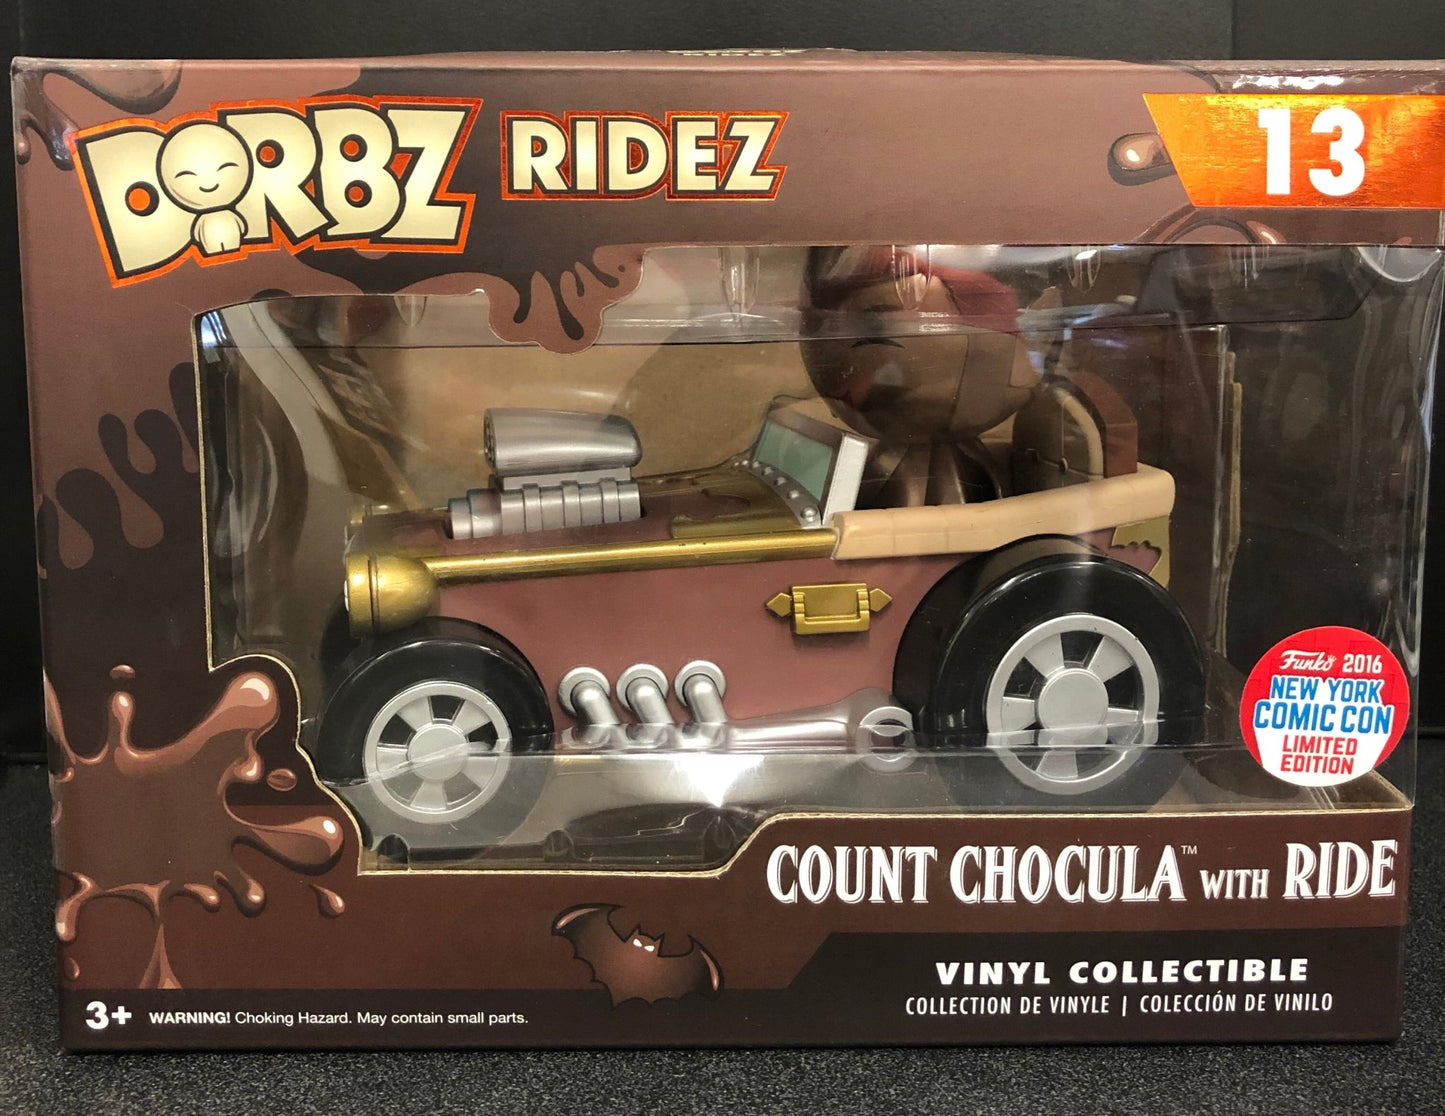 DORBZ RIDEZ
13
Funko 2016
NEW YORK
COMIC CON
LIMITED
EDITION
COUNT CHOCULA™ WITH RIDE
VINYL COLLECTIBLE
COLLECTION DE VINYLE | COLECCIÓN DE VINILO
3+ WARNING! Choking Hazard. May contain small parts.